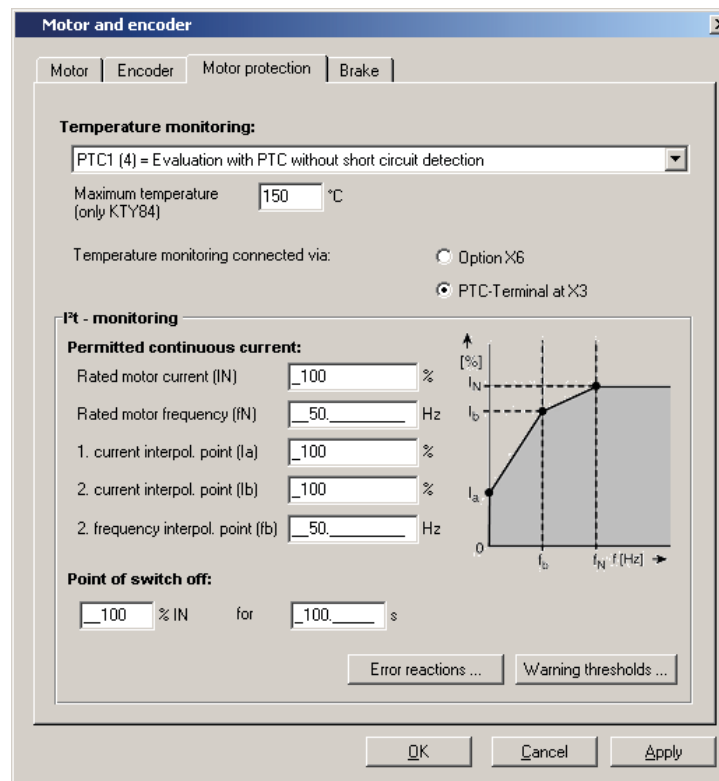 Motor and encoder
Motor Encoder Motor protection Brake
Temperature monitoring:
PTC1 (4) = Evaluation with PTC without short circuit detection
Maximum temperature
(only KTY84)
150 °C
Temperature monitoring connected via:
Option X6
PTC-Terminal at X3
I²t - monitoring
Permitted continuous current:
Rated motor current (IN) _100 %
Rated motor frequency (fN) __50.________ Hz
1. current interpol. point (Ia) _100 %
2. current interpol. point (Ib) _100 %
2. frequency interpol. point (fb) __50.________ Hz
[%]
IN
Ib
Ia
0
fb
fN f [Hz]
Point of switch off:
__100 % IN for _100._____ s
Error reactions ... Warning thresholds ...
OK Cancel Apply